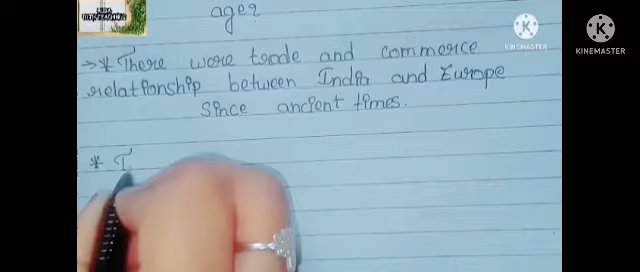 age?
→ * There were trade and commerce
relationship between India and Europe
since ancient times.
* T
KINEMASTER
KINEMASTER